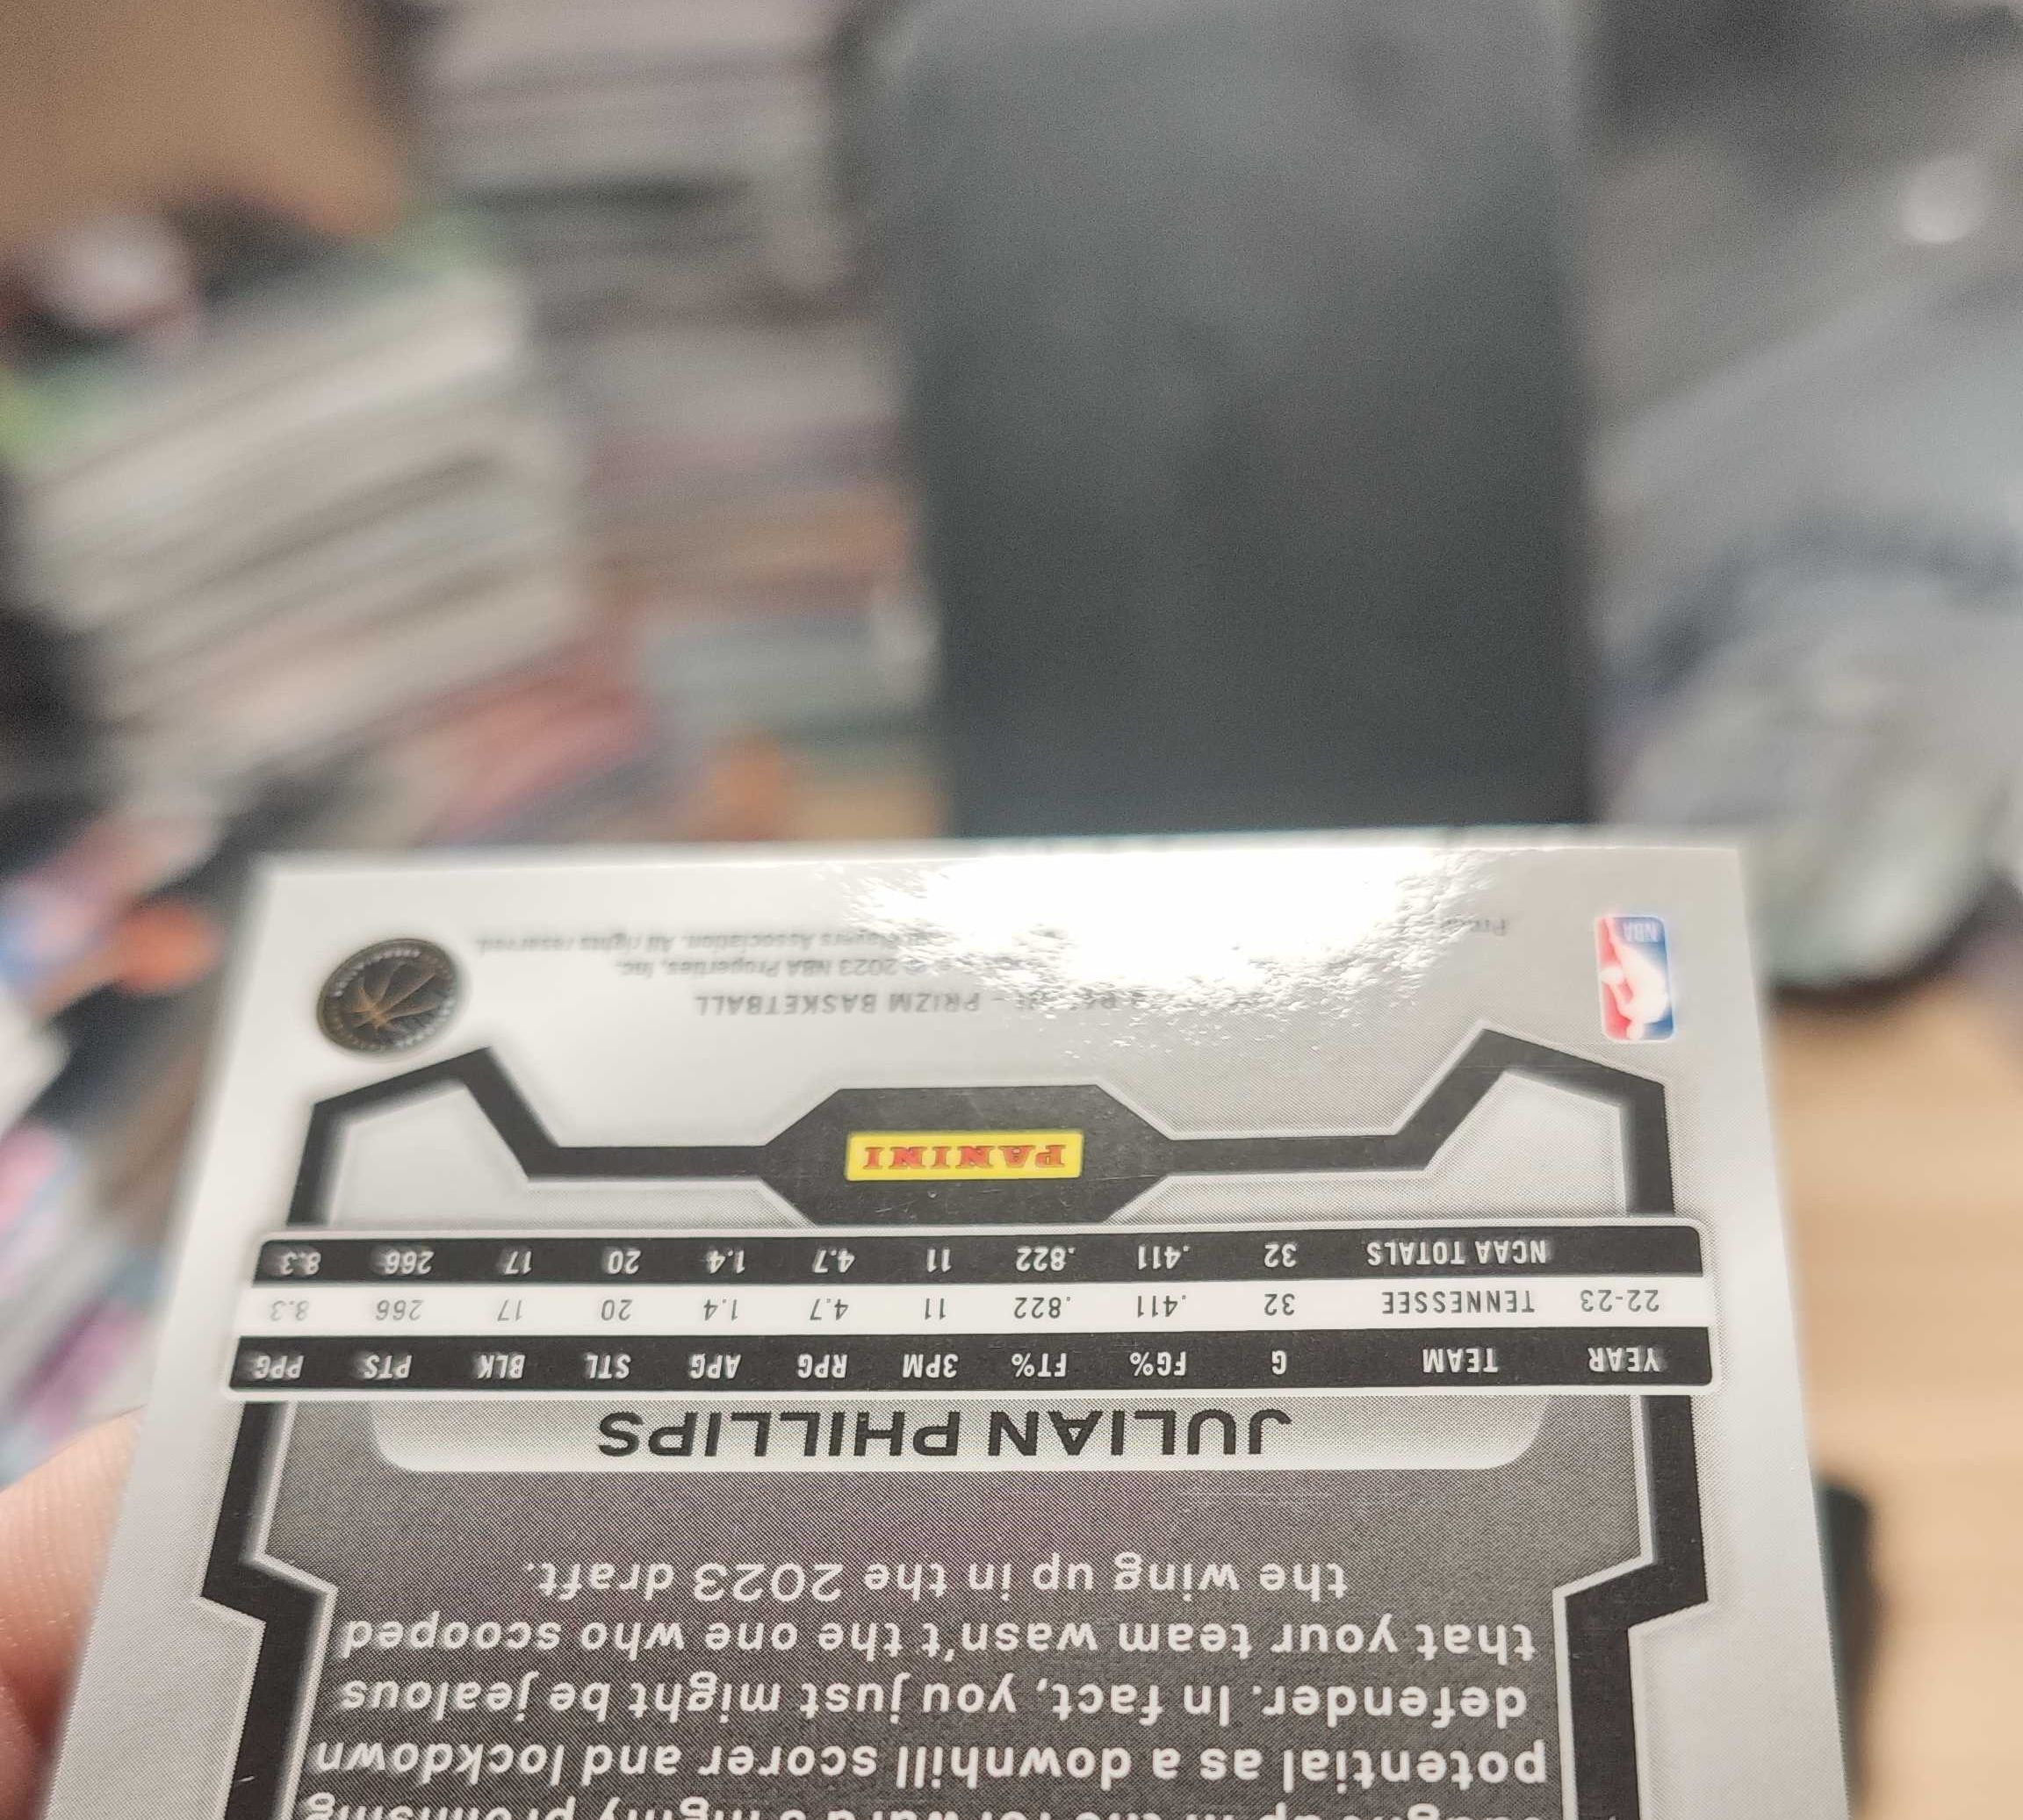 potential as a downhill scorer and lockdown
defender. In fact, you just might be jealous
that your team wasn't the one who scooped
the wing up in the 2023 draft.
JULIAN PHILLIPS
YEAR TEAM G FG% FT% 3PM RPG APG STL BLK PTS PPG
22-23 TENNESSEE 32 .411 .822 11 4.7 1.4 20 17 266 8.3
NCAA TOTALS 32 .411 .822 11 4.7 1.4 20 17 266 8.3
PANINI
- PRIZM BASKETBALL
© 2023 NBA Properties, Inc.
Players Association. All rights reserved.
NBA